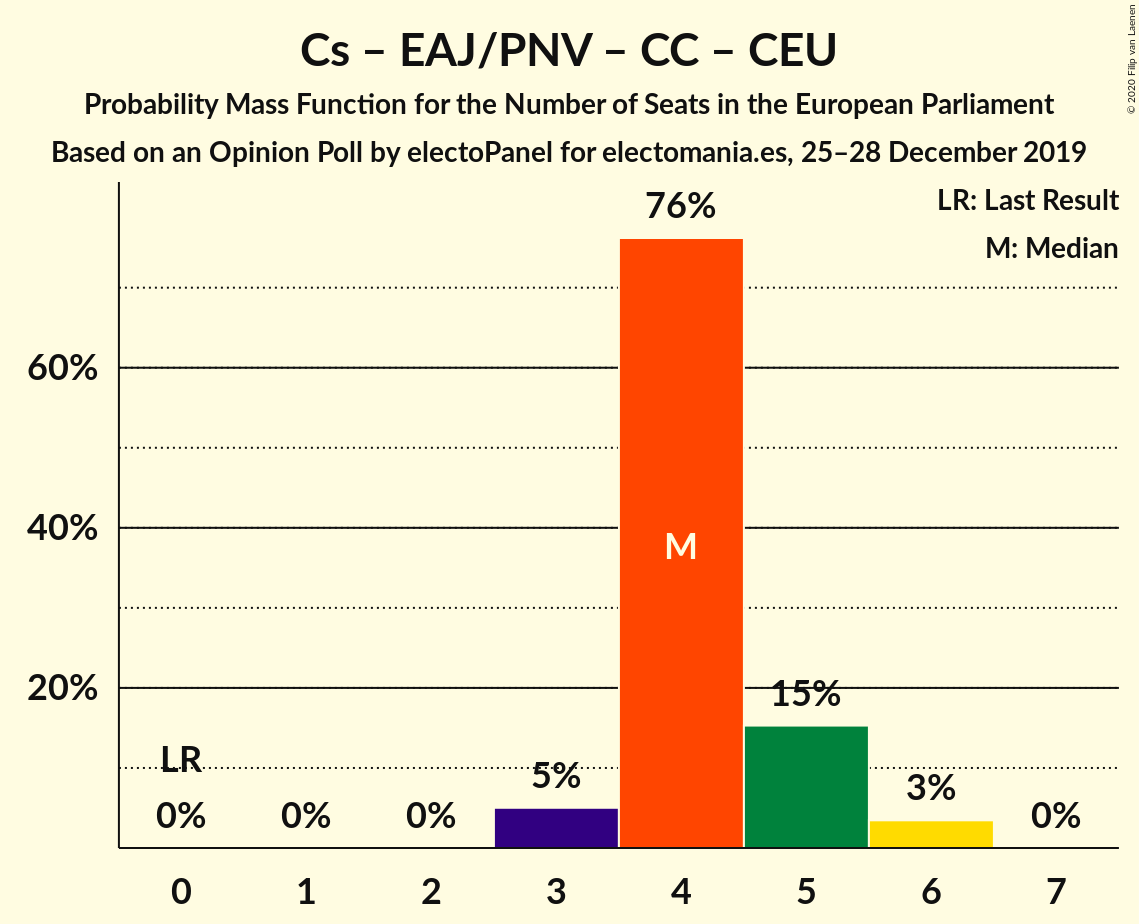 Cs – EAJ/PNV – CC – CEU
Probability Mass Function for the Number of Seats in the European Parliament
Based on an Opinion Poll by electoPanel for electomania.es, 25–28 December 2019
© 2020 Filip van Laenen
LR: Last Result
M: Median
76%
60%
40%
20%
M
15%
LR
5%
3%
0%
0%
0%
0%
0 1 2 3 4 5 6 7